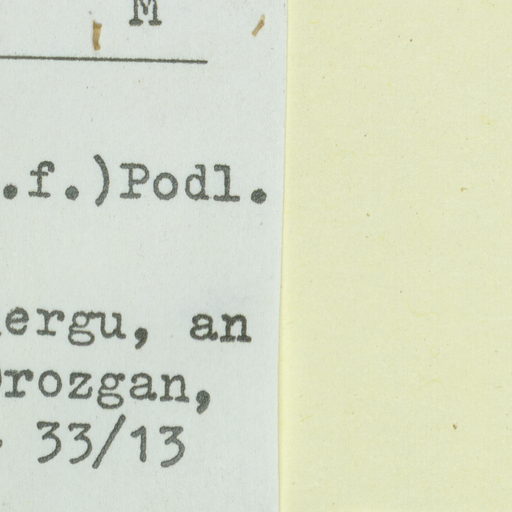 M
.f.)Podl.
ergu, an
rozgan,
33/13